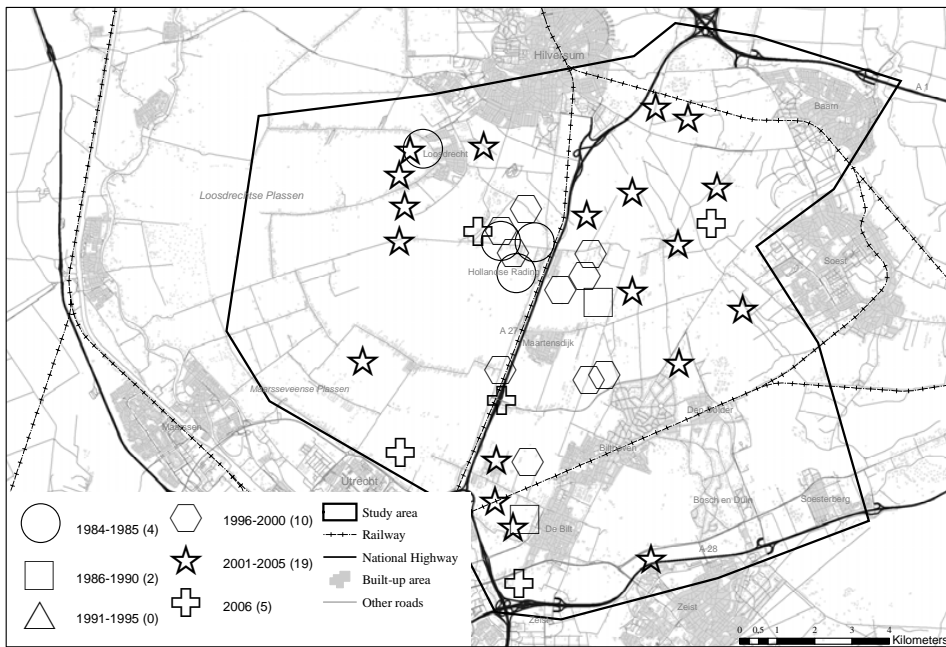 Hilversum
A 1
Baarn
Loosdrecht
Loosdrechtse Plassen
Soest
Hollandse Rading
A 27
Maartensdijk
Maarsseveense Plassen
Den Dolder
Maarssen
Bilthoven
Utrecht
Bosch en Duin
Soesterberg
De Bilt
A-28
Zeist
Zeist
1984-1985 (4)
1986-1990 (2)
1991-1995 (0)
1996-2000 (10)
2001-2005 (19)
2006 (5)
Study area
Railway
National Highway
Built-up area
Other roads
0 0,5 1 2 3 4
Kilometers